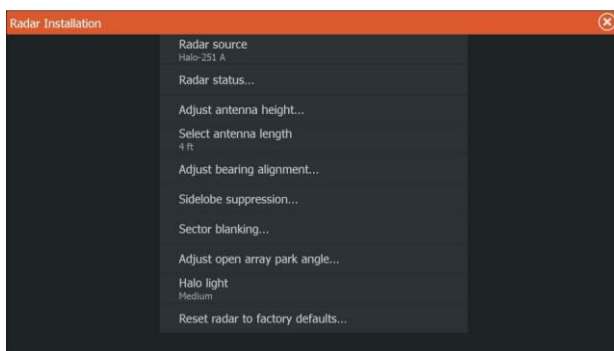 Radar Installation
Radar source
Halo-251 A
Radar status...
Adjust antenna height...
Select antenna length
4 ft
Adjust bearing alignment...
Sidelobe suppression...
Sector blanking...
Adjust open array park angle...
Halo light
Medium
Reset radar to factory defaults...